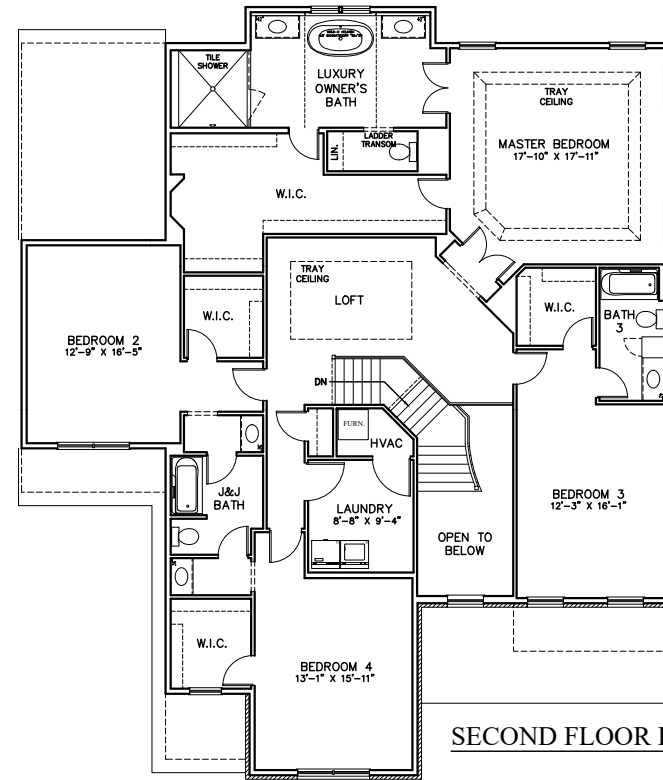 42"
42"
TILE
SHOWER
LUXURY
OWNER'S
BATH
TRAY
CEILING
MASTER BEDROOM
17'-10" X 17'-11"
LIN.
LADDER
TRANSOM
W.I.C.
TRAY
CEILING
LOFT
W.I.C.
BATH
3
W.I.C.
BEDROOM 2
12'-9" X 16'-5"
DN
FURN.
HVAC
J&J
BATH
LAUNDRY
8'-8" X 9'-4"
BEDROOM 3
12'-3" X 16'-1"
OPEN TO
BELOW
W.I.C.
BEDROOM 4
13'-1" X 15'-11"
SECOND FLOOR